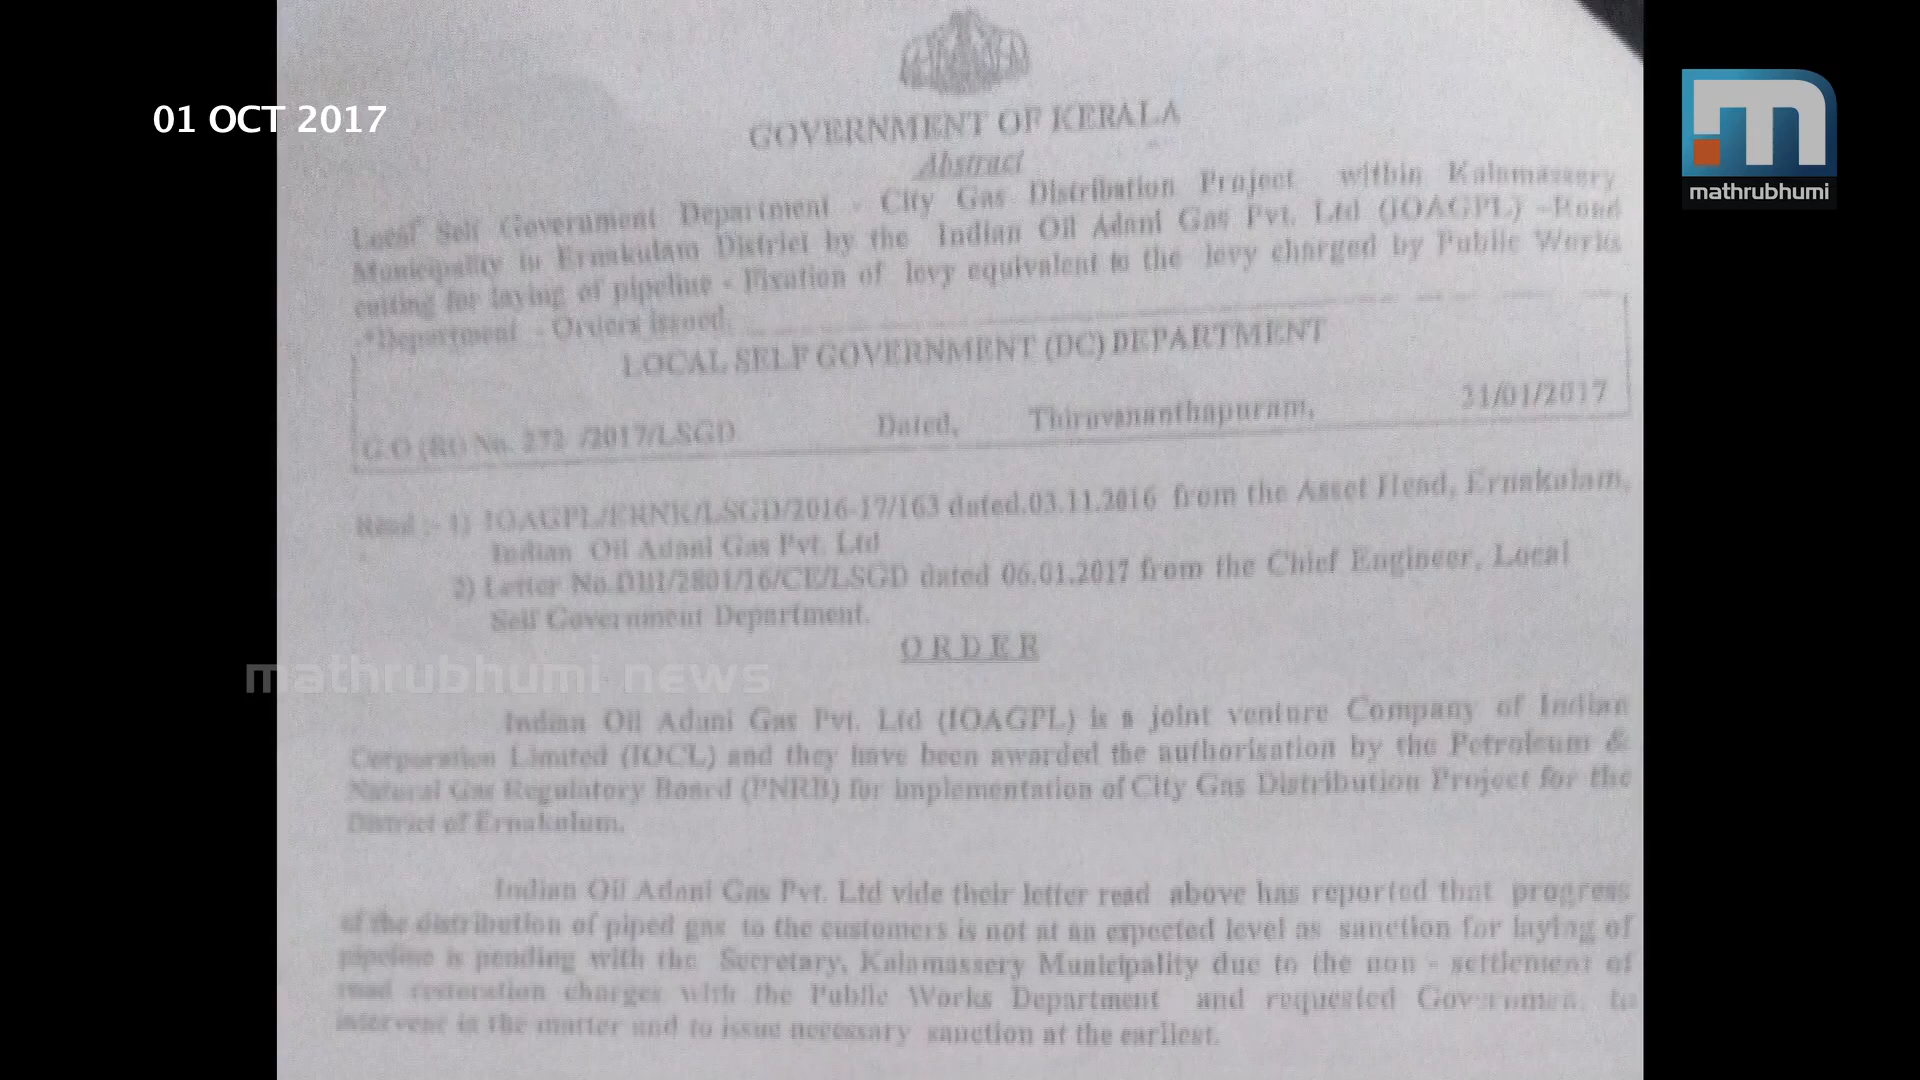 01 OCT 2017
mathrubhumi
GOVERNMENT OF KERALA
Abstract
Local Self Government Department - City Gas Distribution Project within Kalamassery
Municipality in Ernakulam District by the Indian Oil Adani Gas Pvt. Ltd (IOAGPL) -Road
cutting for laying of pipeline - Fixation of levy equivalent to the levy charged by Public Works
Department - Orders issued.
LOCAL SELF GOVERNMENT (DC) DEPARTMENT
G.O (Rt) No. 272 /2017/LSGD Dated, Thiruvananthapuram, 31/01/2017
Read :- 1) IOAGPL/ERNK/LSGD/2016-17/163 dated.03.11.2016 from the Asset Head, Ernakulam,
Indian Oil Adani Gas Pvt. Ltd
2) Letter /2801/16/CE/LSGD dated 06.01.2017 from the Chief Engineer, Local
Self Government Department.
ORDER
mathrubhumi news
Indian Oil Adani Gas Pvt. Ltd (IOAGPL) is a joint venture Company of Indian
Corporation Limited (IOCL) and they have been awarded the authorisation by the Petroleum &
Natural Gas Regulatory Board (PNRB) for implementation of City Gas Distribution Project for the
District of Ernakulum.
Indian Oil Adani Gas Pvt. Ltd vide their letter read above has reported that progress
of the distribution of piped gas to the customers is not at an expected level as sanction for laying of
pipeline is pending with the Secretary, Kalamassery Municipality due to the non - settlement of
road restoration charges with the Public Works Department and requested Government to
intervene in the matter and to issue necessary sanction at the earliest.